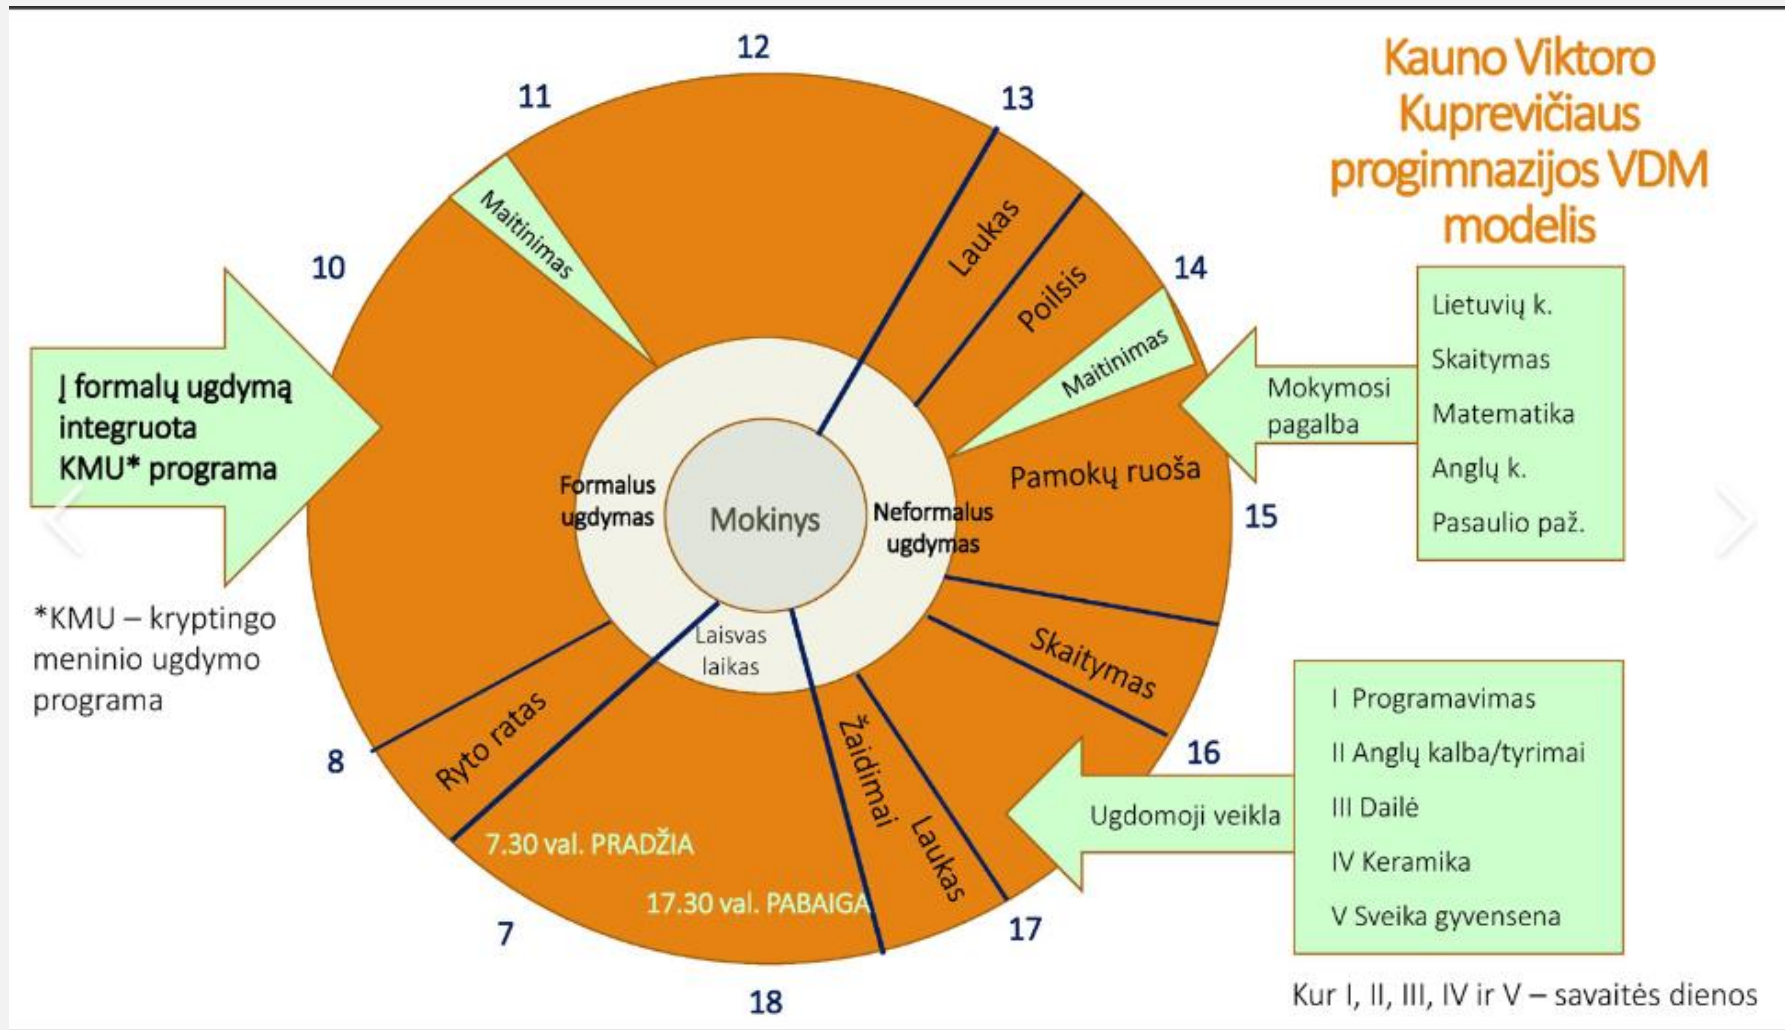 Kauno Viktoro
Kuprevičiaus
progimnazijos VDM
modelis
12
13
14
15
16
17
18
7
8
10
11
Maitinimas
Laukas
Poilsis
Maitinimas
Pamokų ruoša
Skaitymas
Žaidimai
Laukas
Ryto ratas
7.30 val. PRADŽIA
17.30 val. PABAIGA
Formalus
ugdymas
Mokinys
Neformalus
ugdymas
Laisvas
laikas
Į formalų ugdymą
integruota
KMU* programa
*KMU – kryptingo
meninio ugdymo
programa
Mokymosi
pagalba
Lietuvių k.
Skaitymas
Matematika
Anglų k.
Pasaulio paž.
Ugdomoji veikla
I Programavimas
II Anglų kalba/tyrimai
III Dailė
IV Keramika
V Sveika gyvensena
Kur I, II, III, IV ir V – savaitės dienos